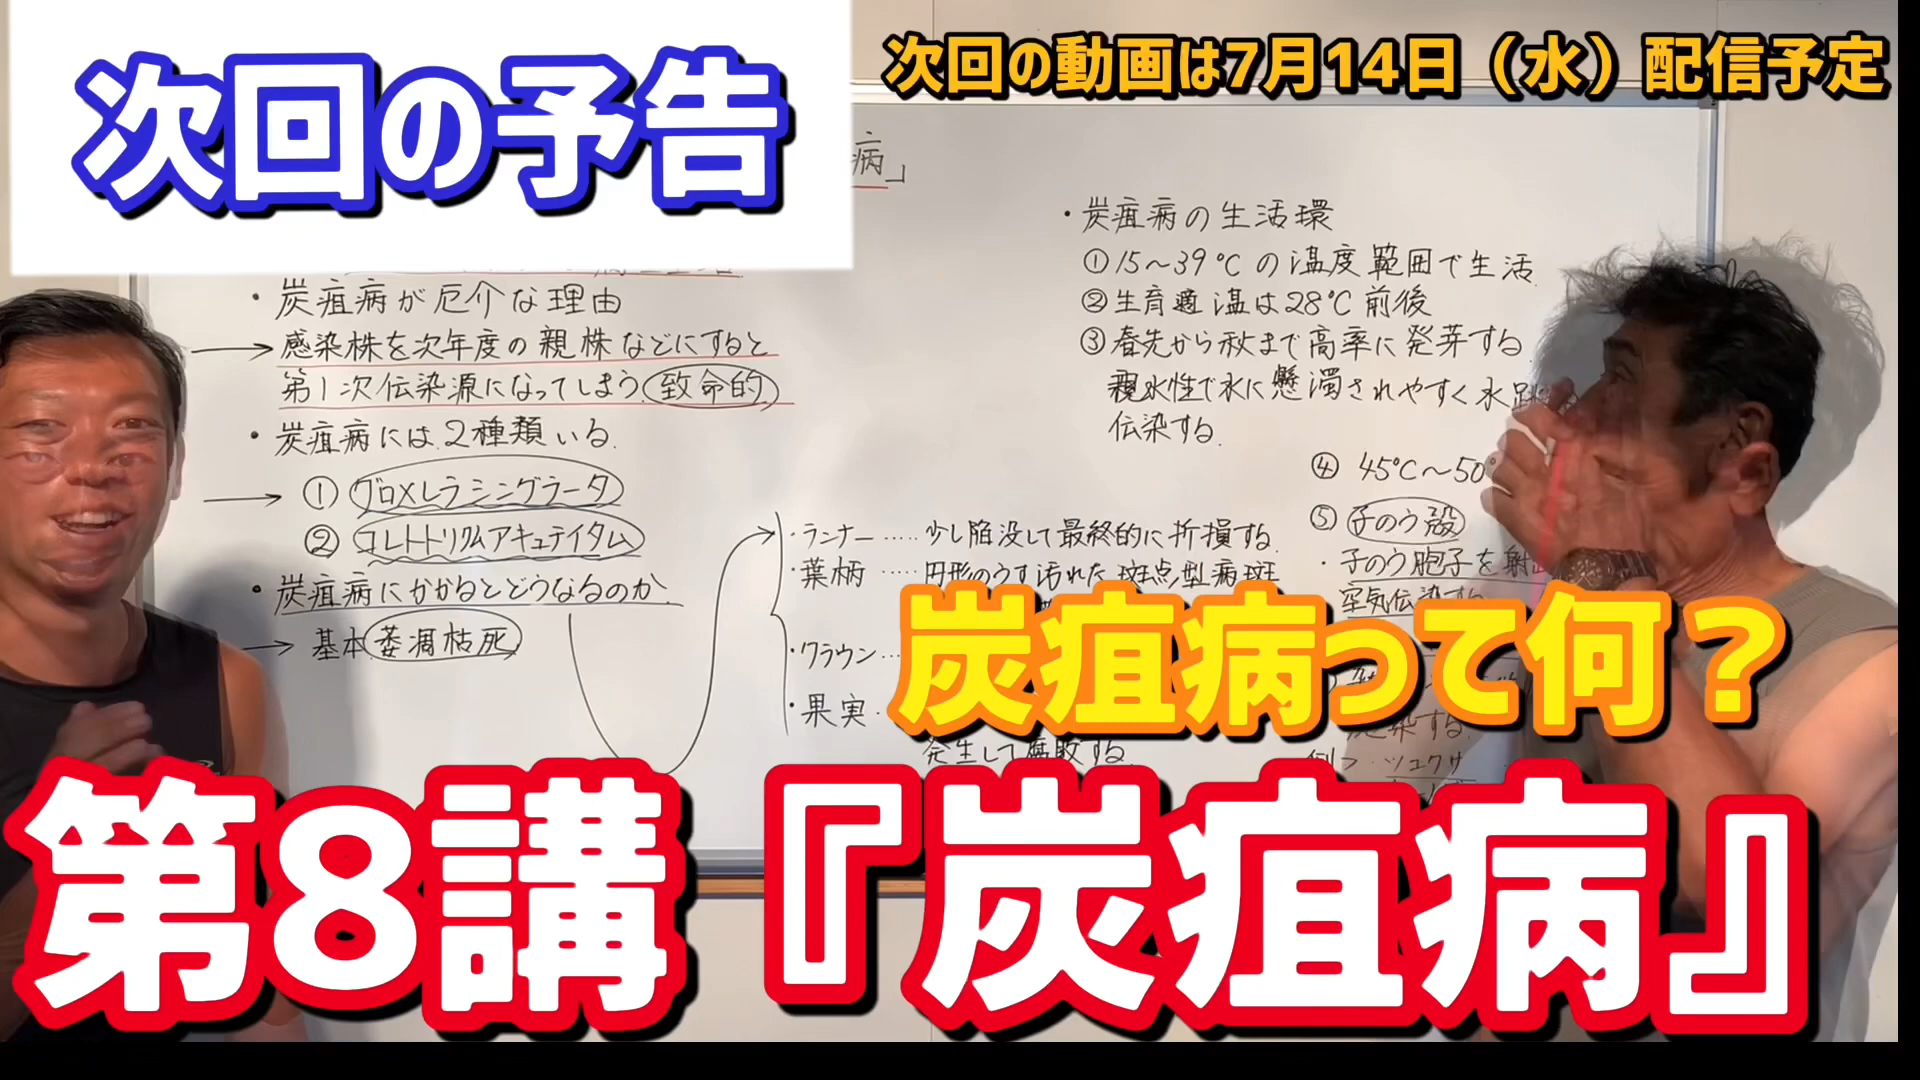 次回の予告
次回の動画は7月14日（水）配信予定
病」
・炭疽病が厄介な理由
感染株を次年度の親株などにすると
第1次伝染源になってしまう(致命的)
・炭疽病には2種類いる.
① グロメレラシングラータ
② コレトトリクムアキュテイタム
・炭疽病にかかるとどうなるのか.
基本萎凋枯死
・ランナー ····· 少し陥没して最終的に折損する.
・葉柄 ····· 円形のうす汚れた斑点型病斑
・クラウン
・果実
発生して腐敗する.
・炭疽病の生活環
①15〜39℃の温度範囲で生活
②生育適温は28℃前後
③春先から秋まで高率に発芽する
親水性で水に懸濁されやすく水
伝染する.
④ 45℃〜50°
⑤ 子のう殻
・子のう胞子を
空気伝染する
染する.
例> ツユクサ
炭疽病って何？
第8講『炭疽病』